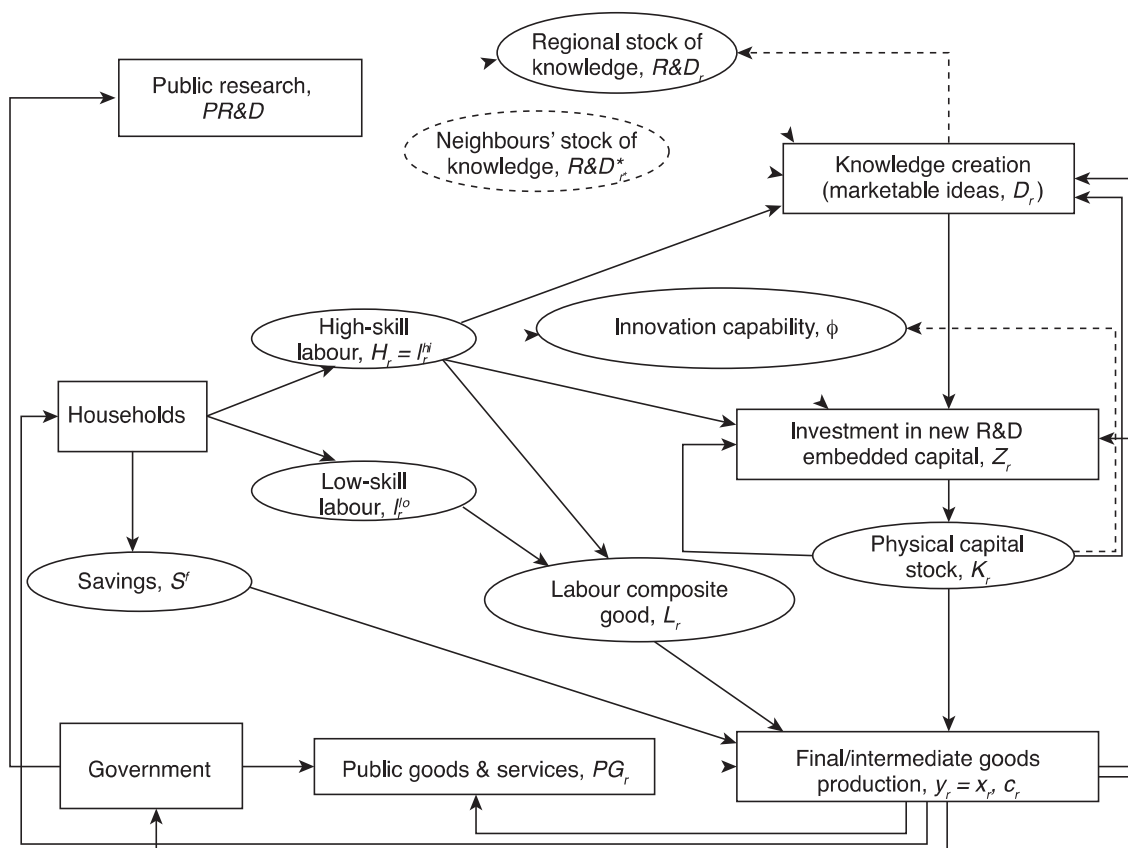 Regional stock of
knowledge, R&D_r
Public research,
PR&D
Neighbours' stock of
knowledge, R&D*_r*
Knowledge creation
(marketable ideas, D_r)
High-skill
labour, H_r = l_r^hi
Innovation capability, ϕ
Households
Investment in new R&D
embedded capital, Z_r
Low-skill
labour, l_r^lo
Physical capital
stock, K_r
Savings, S^f
Labour composite
good, L_r
Government
Public goods & services, PG_r
Final/intermediate goods
production, y_r = x_r, c_r